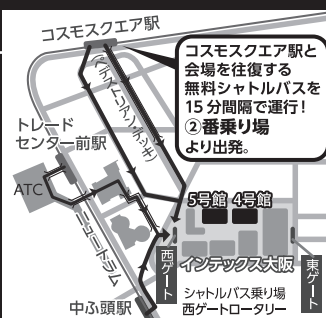 コスモスクエア駅
コスモスクエア駅と
会場を往復する
無料シャトルバスを
15分間隔で運行!
②番乗り場
より出発。
(ペデストリアン・デッキ)
トレード
センター前駅
ATC
ニュートラム
5号館 4号館
インテックス大阪
西ゲート
東ゲート
シャトルバス乗り場
西ゲートロータリー
中ふ頭駅